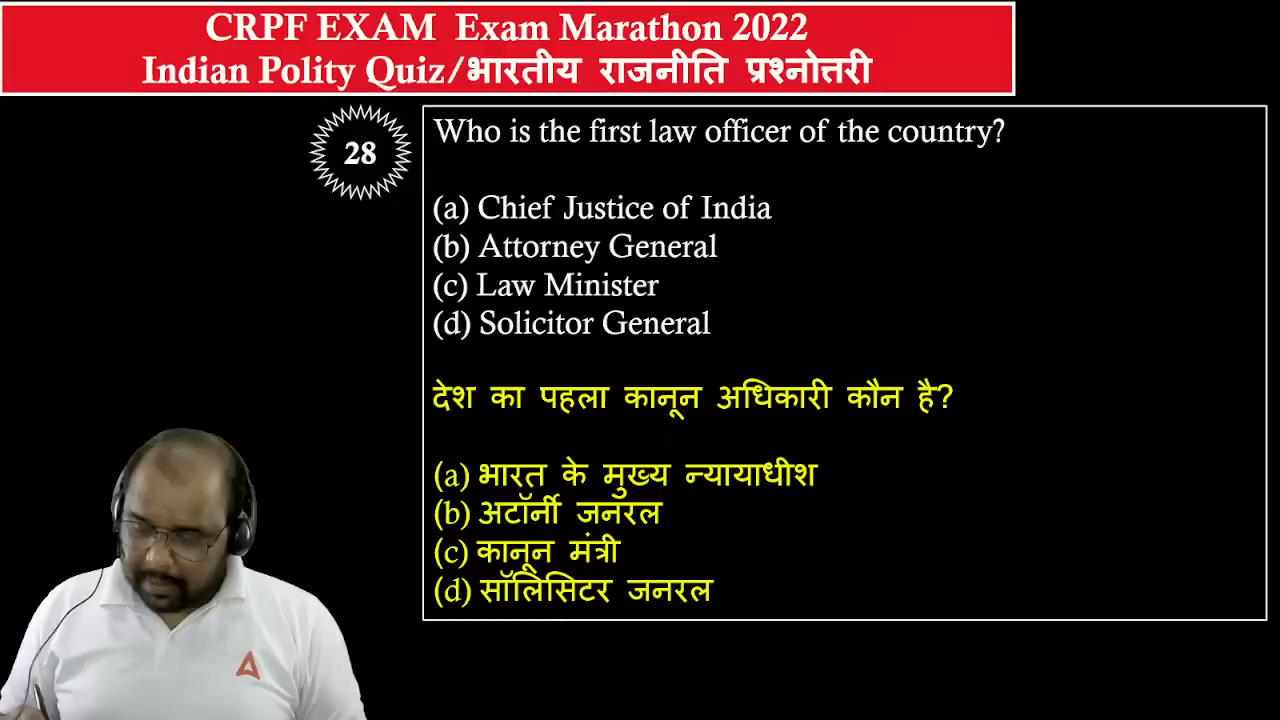 CRPF EXAM Exam Marathon 2022
Indian Polity Quiz/भारतीय राजनीति प्रश्नोत्तरी
28
Who is the first law officer of the country?
(a) Chief Justice of India
(b) Attorney General
(c) Law Minister
(d) Solicitor General
देश का पहला कानून अधिकारी कौन है?
(a) भारत के मुख्य न्यायाधीश
(b) अटॉर्नी जनरल
(c) कानून मंत्री
(d) सॉलिसिटर जनरल